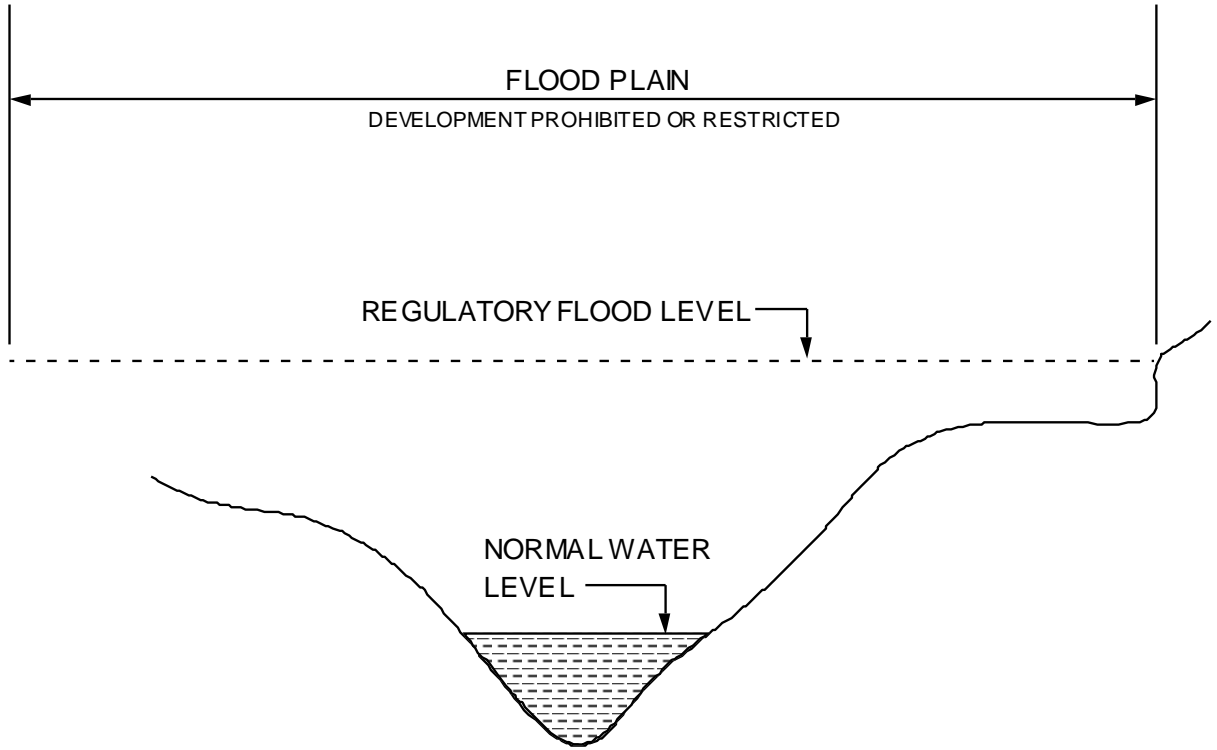 FLOOD PLAIN
DEVELOPMENT PROHIBITED OR RESTRICTED
REGULATORY FLOOD LEVEL
NORMAL WATER
LEVEL